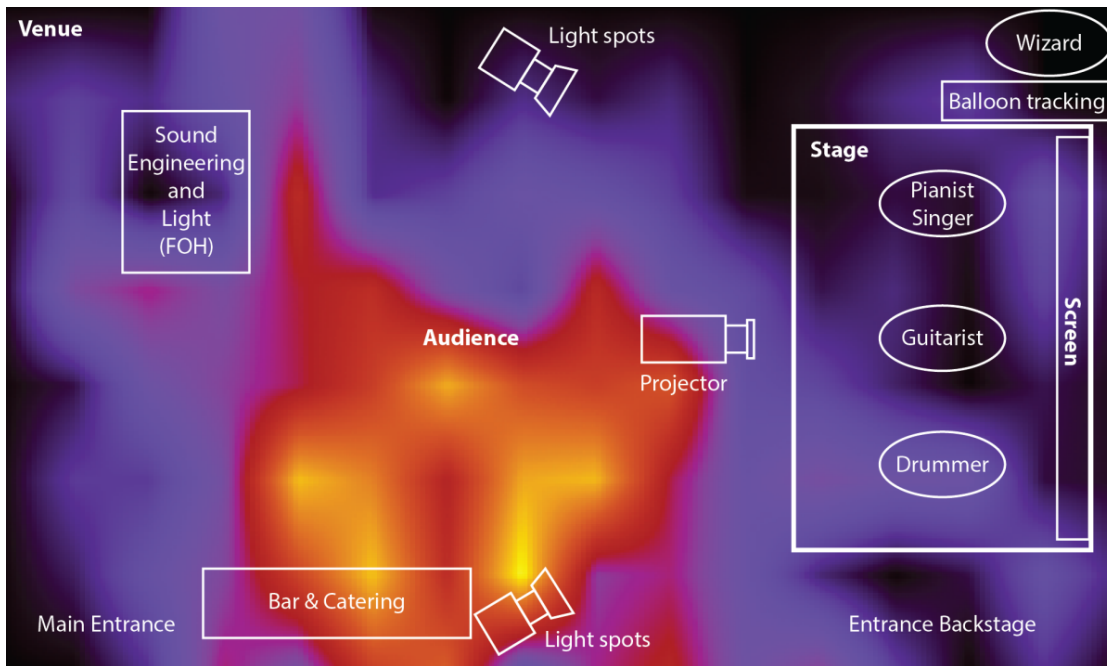 Venue
Light spots
Wizard
Balloon tracking
Sound
Engineering
and
Light
(FOH)
Stage
Pianist
Singer
Audience
Projector
Guitarist
Screen
Drummer
Main Entrance
Bar & Catering
Light spots
Entrance Backstage